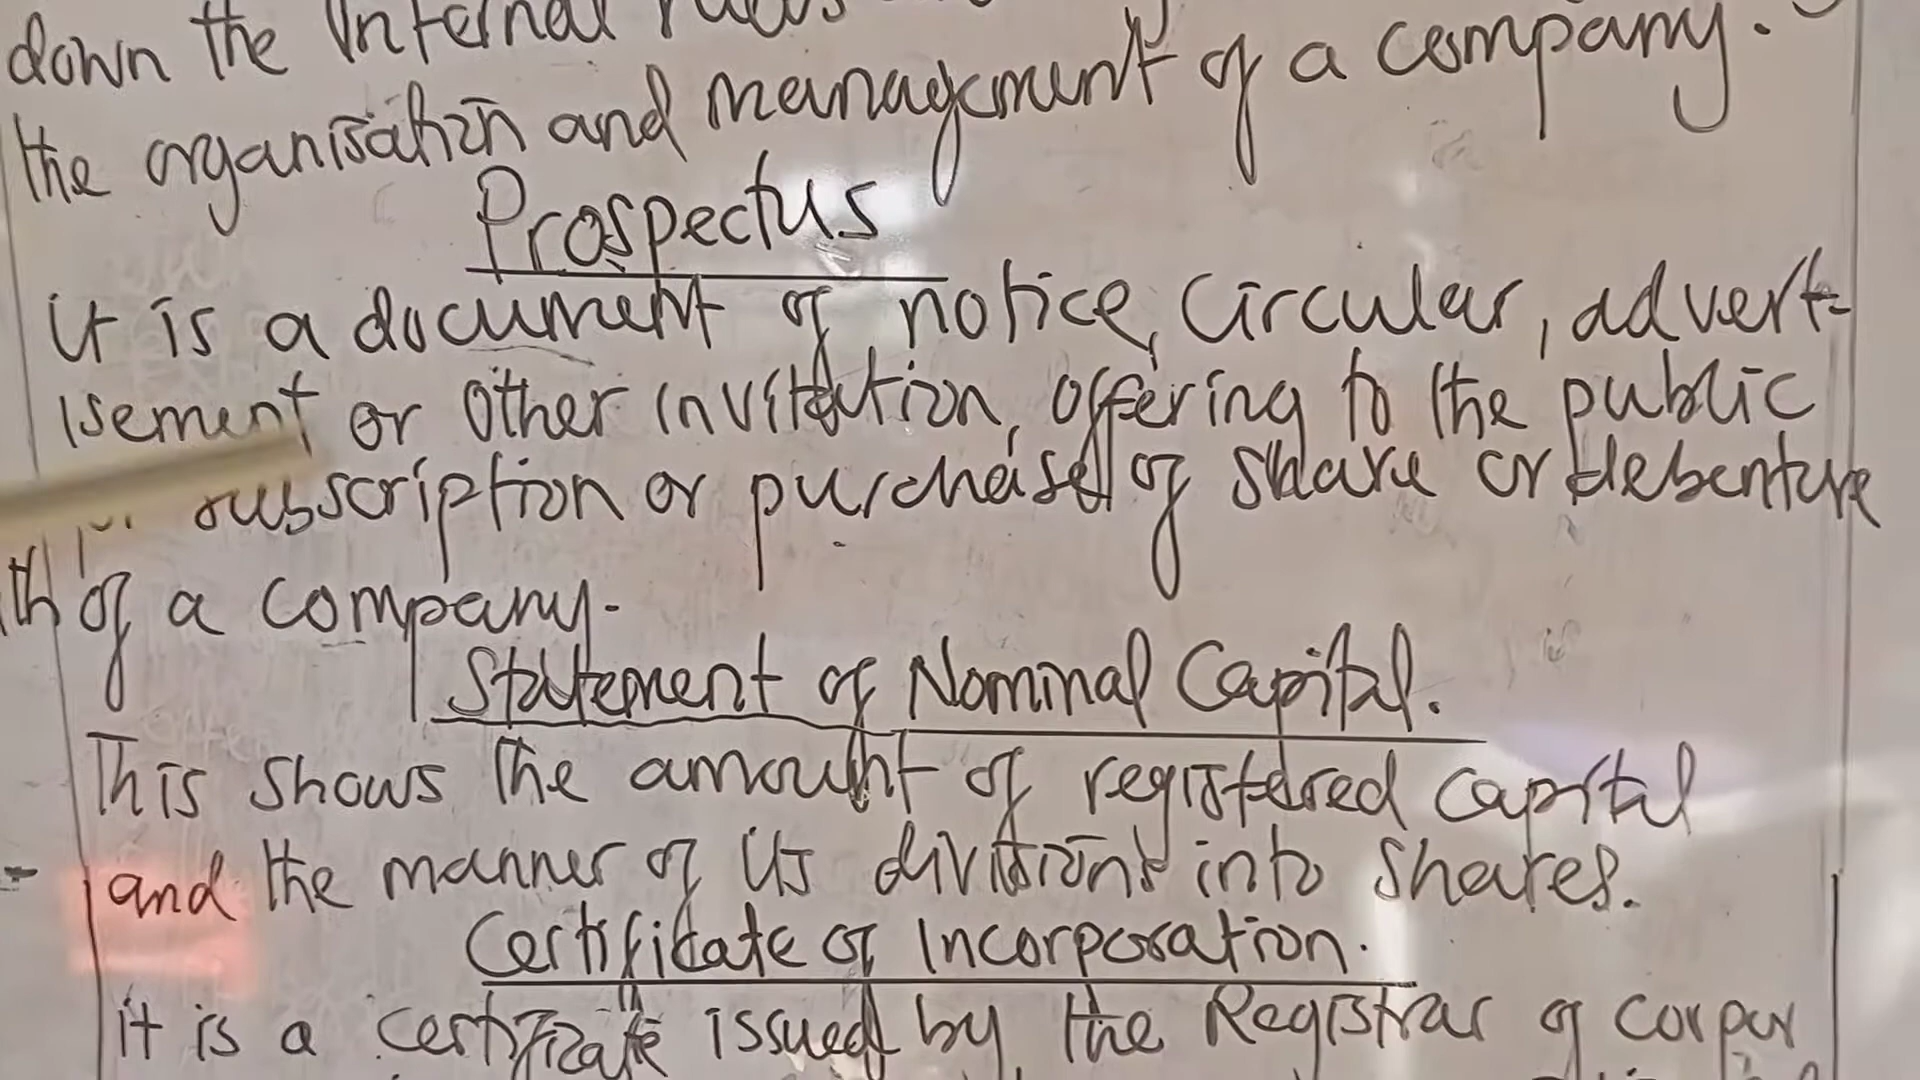 down the Internal rules
the organisation and management of a company.
Prospectus
it is a document of notice, circular, advert-
isement or other invitation, offering to the public
subscription or purchase of share or debenture
th of a company.
Statement of Nominal Capital.
This shows the amount of registered capital
and the manner of its divisions into shares.
Certificate of Incorporation.
it is a certificate issued by the Registrar of corpor